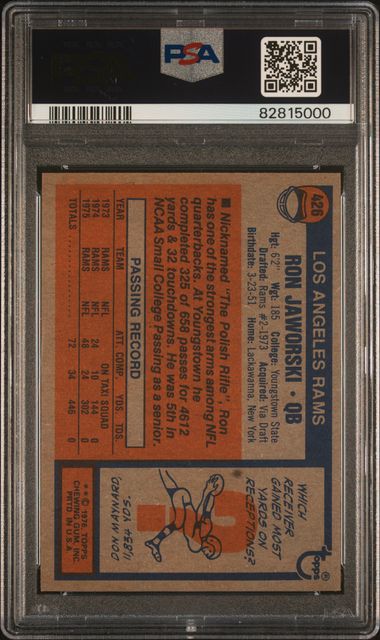 PSA
82815000
426
LOS ANGELES RAMS
RON JAWORSKI • QB
Hgt: 6'2" Wgt: 185 College: Youngstown State
Drafted: Rams #2-1973 Acquired: Via Draft
Birthdate: 3-23-51 Home: Lackawanna, New York
■ Nicknamed "The Polish Rifle", Ron
has one of the strongest arms among NFL
quarterbacks. At Youngstown he
completed 325 of 658 passes for 4612
yards & 32 touchdowns. He was 5th in
NCAA Small College Passing as a senior.
PASSING RECORD
YEAR TEAM ATT. COMP. YDS. TDS.
1973 RAMS NFL ON TAXI SQUAD
1974 RAMS NFL 24 10 144 0
1975 RAMS NFL 48 24 302 0
TOTALS 72 34 446 0
topps®
WHICH
RECEIVER
GAINED MOST
YARDS ON
RECEPTIONS?
DON MAYNARD
11,834 YDS.
** © 1976 TOPPS
CHEWING GUM, INC.
PRTD. IN U.S.A.